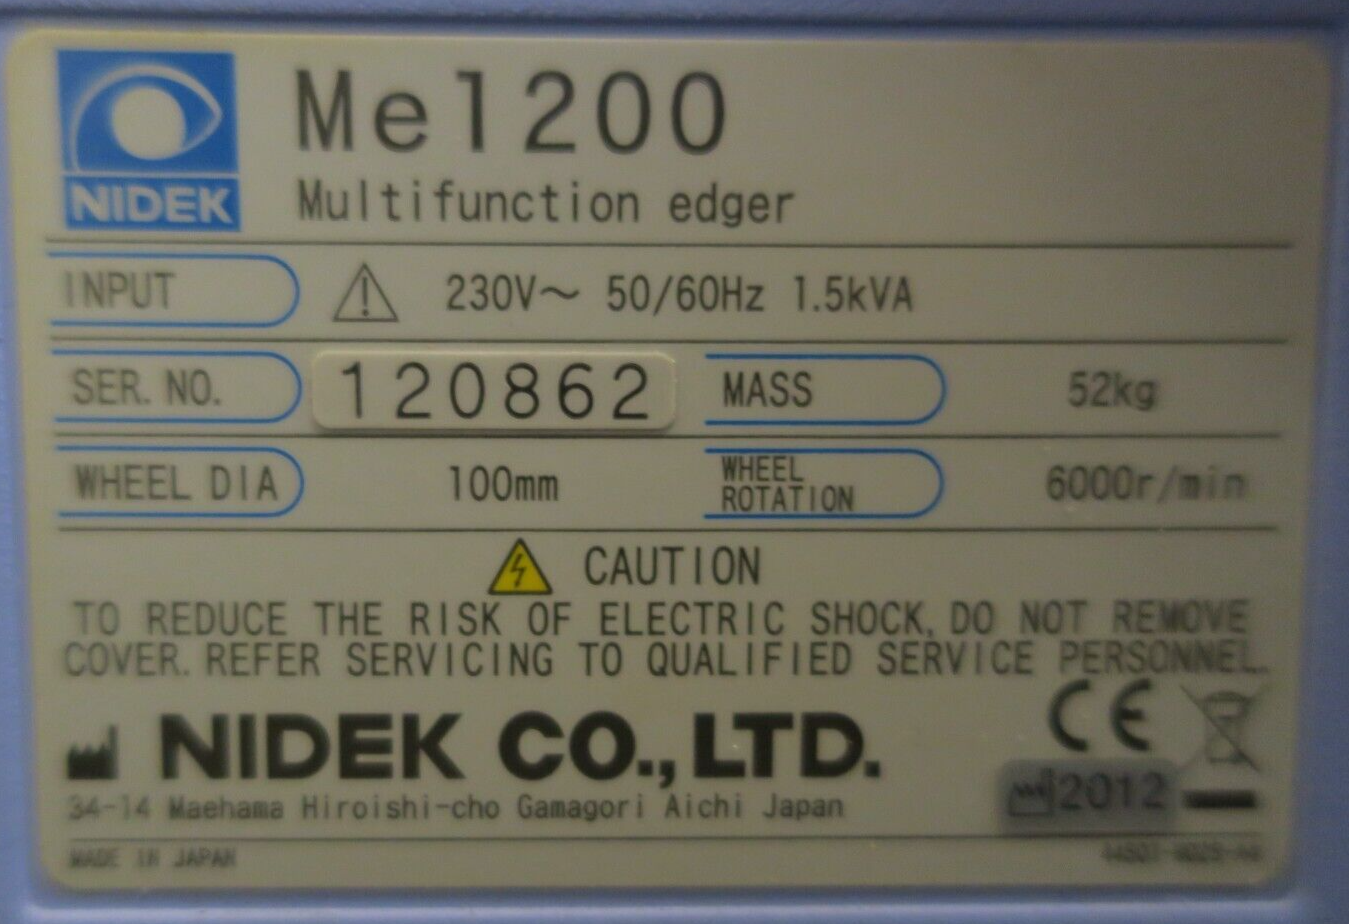 NIDEK
Me1200
Multifunction edger
INPUT 230V～ 50/60Hz 1.5kVA
SER. NO. 120862 MASS 52kg
WHEEL DIA 100mm WHEEL ROTATION 6000r/min
CAUTION
TO REDUCE THE RISK OF ELECTRIC SHOCK, DO NOT REMOVE
COVER. REFER SERVICING TO QUALIFIED SERVICE PERSONNEL.
NIDEK CO., LTD.
CE
34-14 Maehama Hiroishi-cho Gamagori Aichi Japan
2012
MADE IN JAPAN